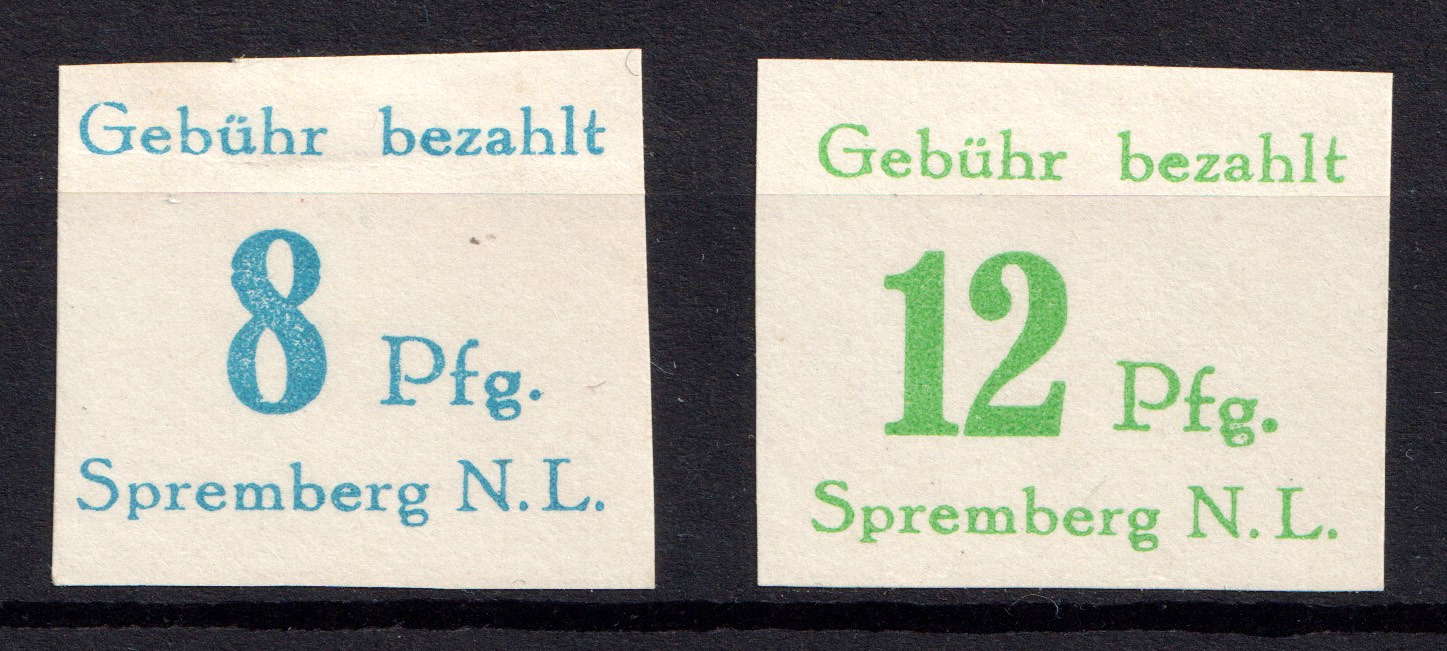 Gebühr bezahlt
8 Pfg.
Spremberg N.L.
Gebühr bezahlt
12 Pfg.
Spremberg N.L.